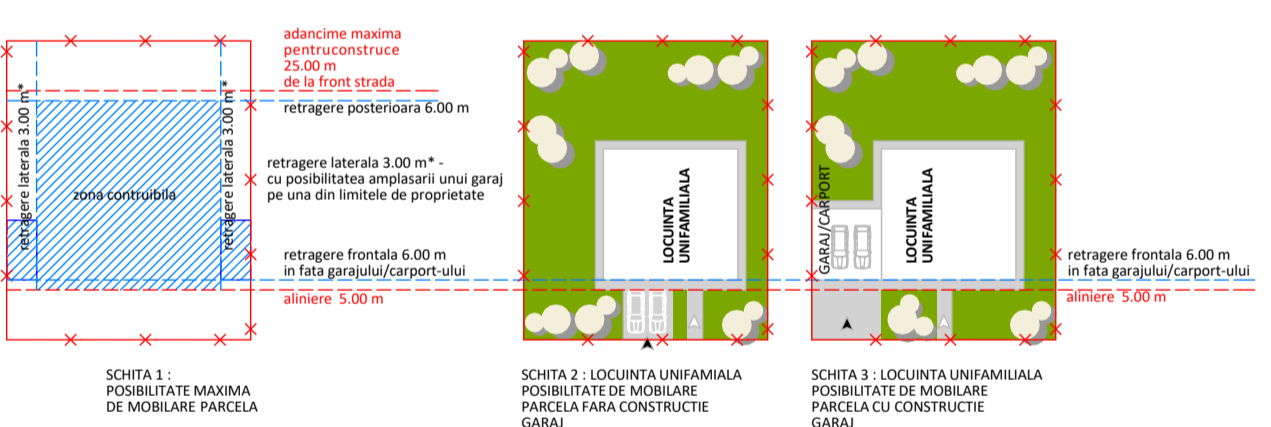 adancime maxima
pentruconstruce
25.00 m
de la front strada
retragere posterioara 6.00 m
retragere laterala 3.00 m*
retragere laterala 3.00 m*
zona contruibila
retragere laterala 3.00 m* -
cu posibilitatea amplasarii unui garaj
pe una din limitele de proprietate
retragere frontala 6.00 m
in fata garajului/carport-ului
aliniere 5.00 m
SCHITA 1 :
POSIBILITATE MAXIMA
DE MOBILARE PARCELA
LOCUINTA
UNIFAMILIALA
SCHITA 2 : LOCUINTA UNIFAMIALA
POSIBILITATE DE MOBILARE
PARCELA FARA CONSTRUCTIE
GARAJ
GARAJ/CARPORT
LOCUINTA
UNIFAMILIALA
retragere frontala 6.00 m
in fata garajului/carport-ului
aliniere 5.00 m
SCHITA 3 : LOCUINTA UNIFAMILIALA
POSIBILITATE DE MOBILARE
PARCELA CU CONSTRUCTIE
GARAJ